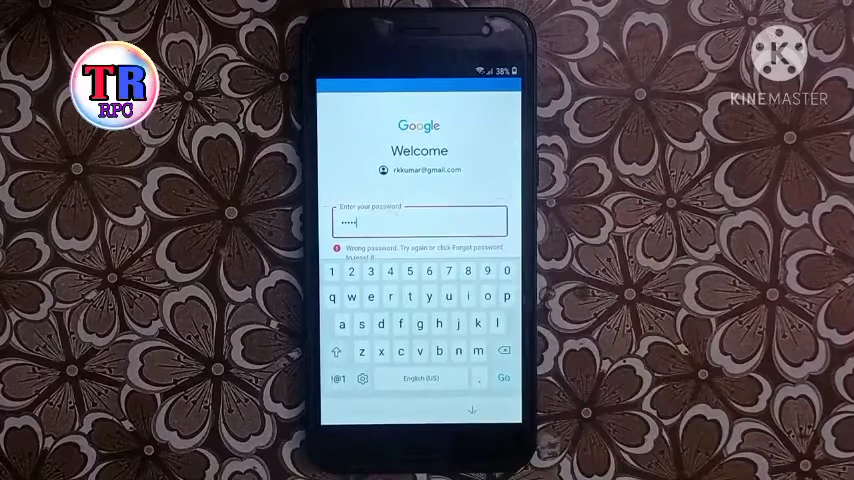 TR
RPC
K
KINEMASTER
38%
Google
Welcome
rkkumar@gmail.com
Enter your password
•••••
Wrong password. Try again or click Forgot password
to reset it.
1 2 3 4 5 6 7 8 9 0
q w e r t y u i o p
a s d f g h j k l
z x c v b n m
!@1 English (US) . Go